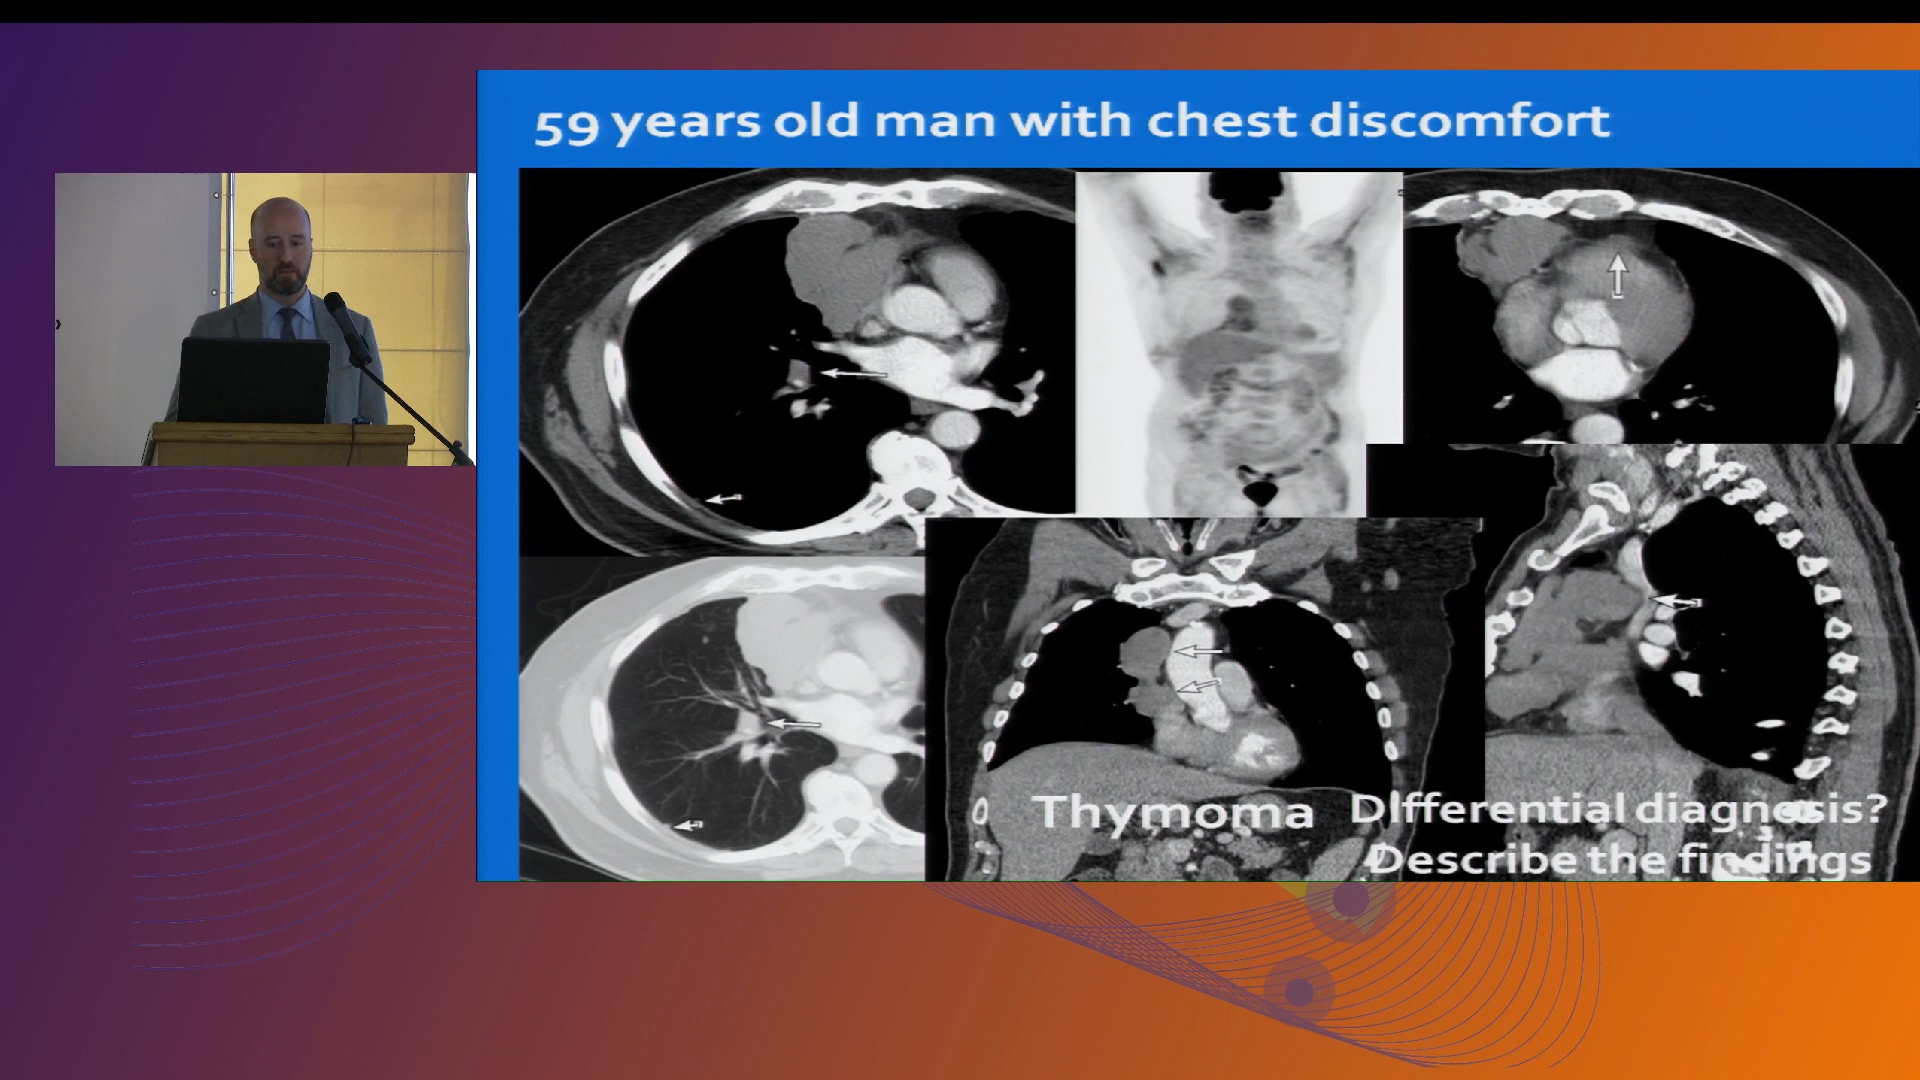 59 years old man with chest discomfort
Thymoma
Differential diagnosis?
Describe the findings